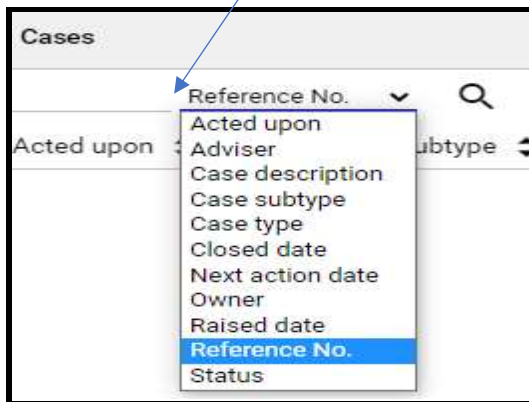 Cases
Reference No.
Acted upon
Acted upon
Adviser
Case description
Case subtype
Case type
Closed date
Next action date
Owner
Raised date
Reference No.
Status